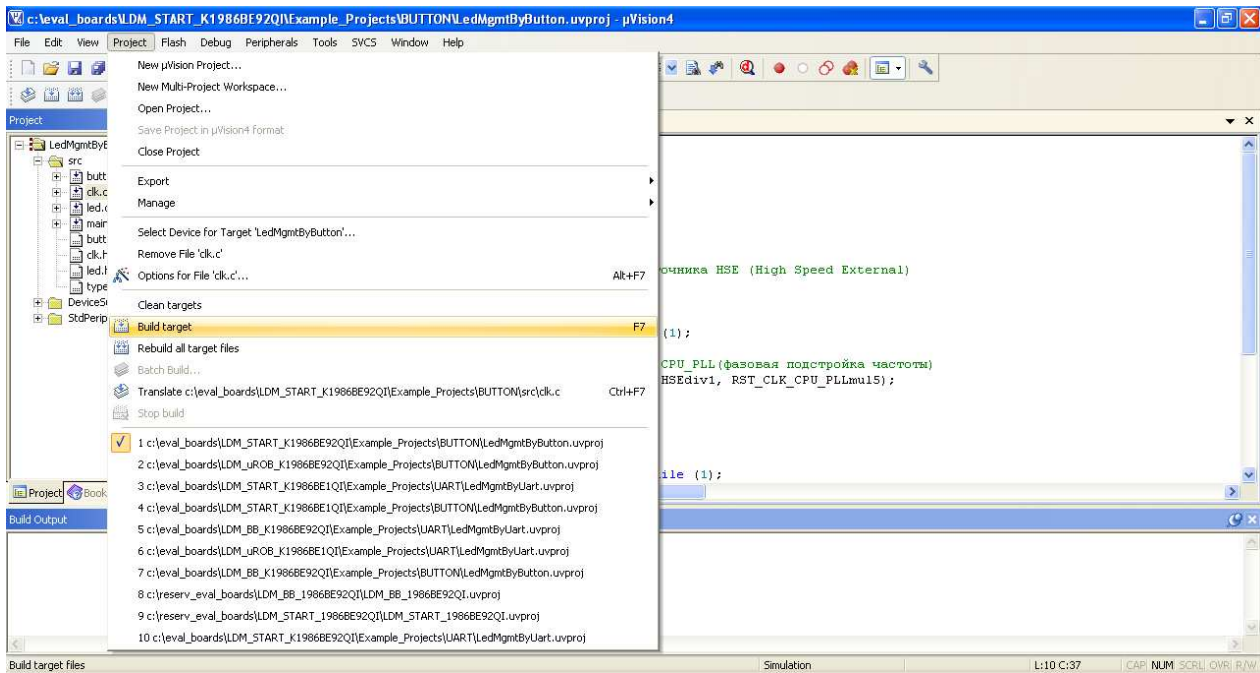 c:\eval_boards\LDM_START_K1986BE92QI\Example_Projects\BUTTON\LedMgmtByButton.uvproj - µVision4
File Edit View Project Flash Debug Peripherals Tools SVCS Window Help
New µVision Project...
New Multi-Project Workspace...
Open Project...
Save Project in µVision4 format
Close Project
Export
Manage
Select Device for Target 'LedMgmtByButton'...
Remove File 'clk.c'
Options for File 'clk.c'... Alt+F7
Clean targets
Build target F7
Rebuild all target files
Batch Build...
Translate c:\eval_boards\LDM_START_K1986BE92QI\Example_Projects\BUTTON\src\clk.c Ctrl+F7
Stop build
1 c:\eval_boards\LDM_START_K1986BE92QI\Example_Projects\BUTTON\LedMgmtByButton.uvproj
2 c:\eval_boards\LDM_uROB_K1986BE92QI\Example_Projects\BUTTON\LedMgmtByButton.uvproj
3 c:\eval_boards\LDM_START_K1986BE1QI\Example_Projects\UART\LedMgmtByUart.uvproj
4 c:\eval_boards\LDM_START_K1986BE1QI\Example_Projects\BUTTON\LedMgmtByButton.uvproj
5 c:\eval_boards\LDM_BB_K1986BE92QI\Example_Projects\UART\LedMgmtByUart.uvproj
6 c:\eval_boards\LDM_uROB_K1986BE1QI\Example_Projects\UART\LedMgmtByUart.uvproj
7 c:\eval_boards\LDM_BB_K1986BE92QI\Example_Projects\BUTTON\LedMgmtByButton.uvproj
8 c:\reserv_eval_boards\LDM_BB_1986BE92QI\LDM_BB_1986BE92QI.uvproj
9 c:\reserv_eval_boards\LDM_START_1986BE92QI\LDM_START_1986BE92QI.uvproj
10 c:\eval_boards\LDM_START_K1986BE92QI\Example_Projects\UART\LedMgmtByUart.uvproj
Project
LedMgmtByB
src
butt
clk.c
led.c
main
butt
clk.h
led.h
type
DeviceSu
StdPerip
Project Book
очника HSE (High Speed External)
(1);
CPU_PLL(фазовая подстройка частоты)
HSEdiv1, RST_CLK_CPU_PLLmul5);
ile (1);
Build Output
Build target files Simulation L:10 C:37 CAP NUM SCRL OVR R/W